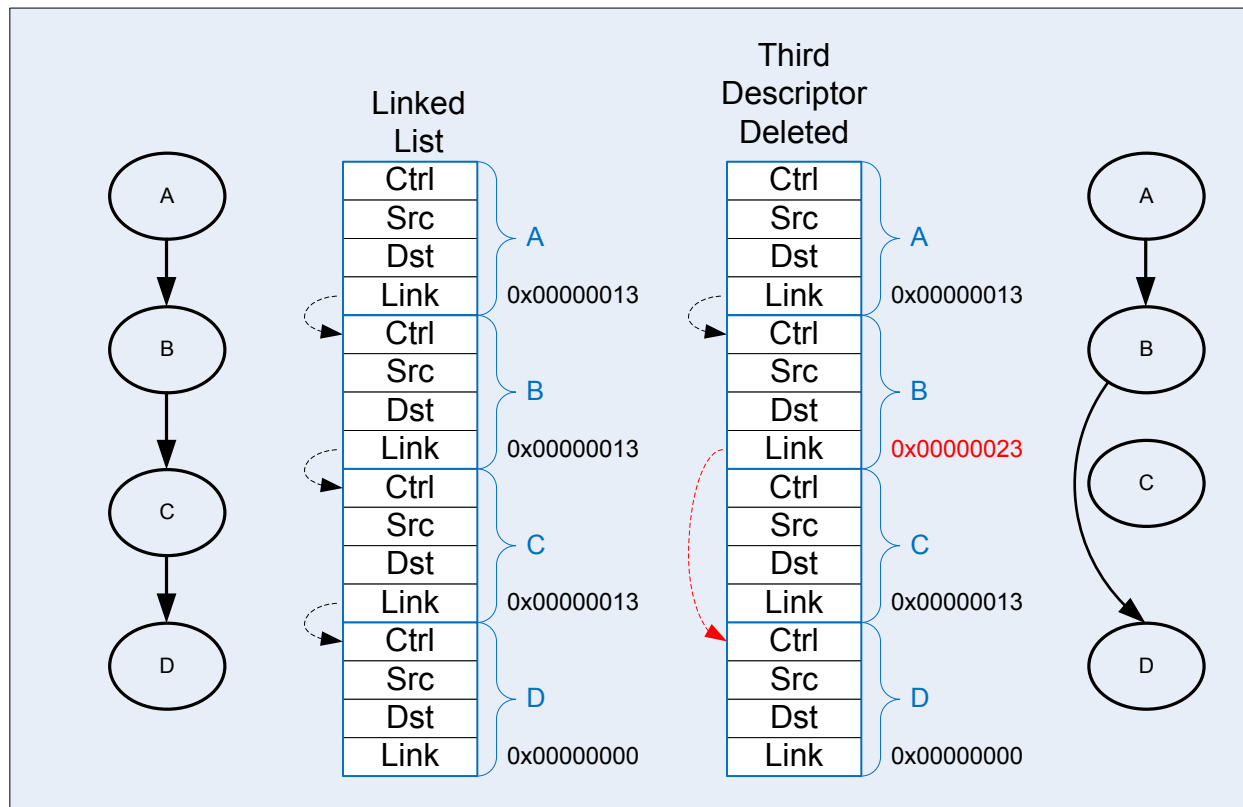 A
B
C
D
Linked
List
Ctrl
Src
Dst
Link 0x00000013
A
Ctrl
Src
Dst
Link 0x00000013
B
Ctrl
Src
Dst
Link 0x00000013
C
Ctrl
Src
Dst
Link 0x00000000
D
Third
Descriptor
Deleted
Ctrl
Src
Dst
Link 0x00000013
A
Ctrl
Src
Dst
Link 0x00000023
B
Ctrl
Src
Dst
Link 0x00000013
C
Ctrl
Src
Dst
Link 0x00000000
D
A
B
C
D